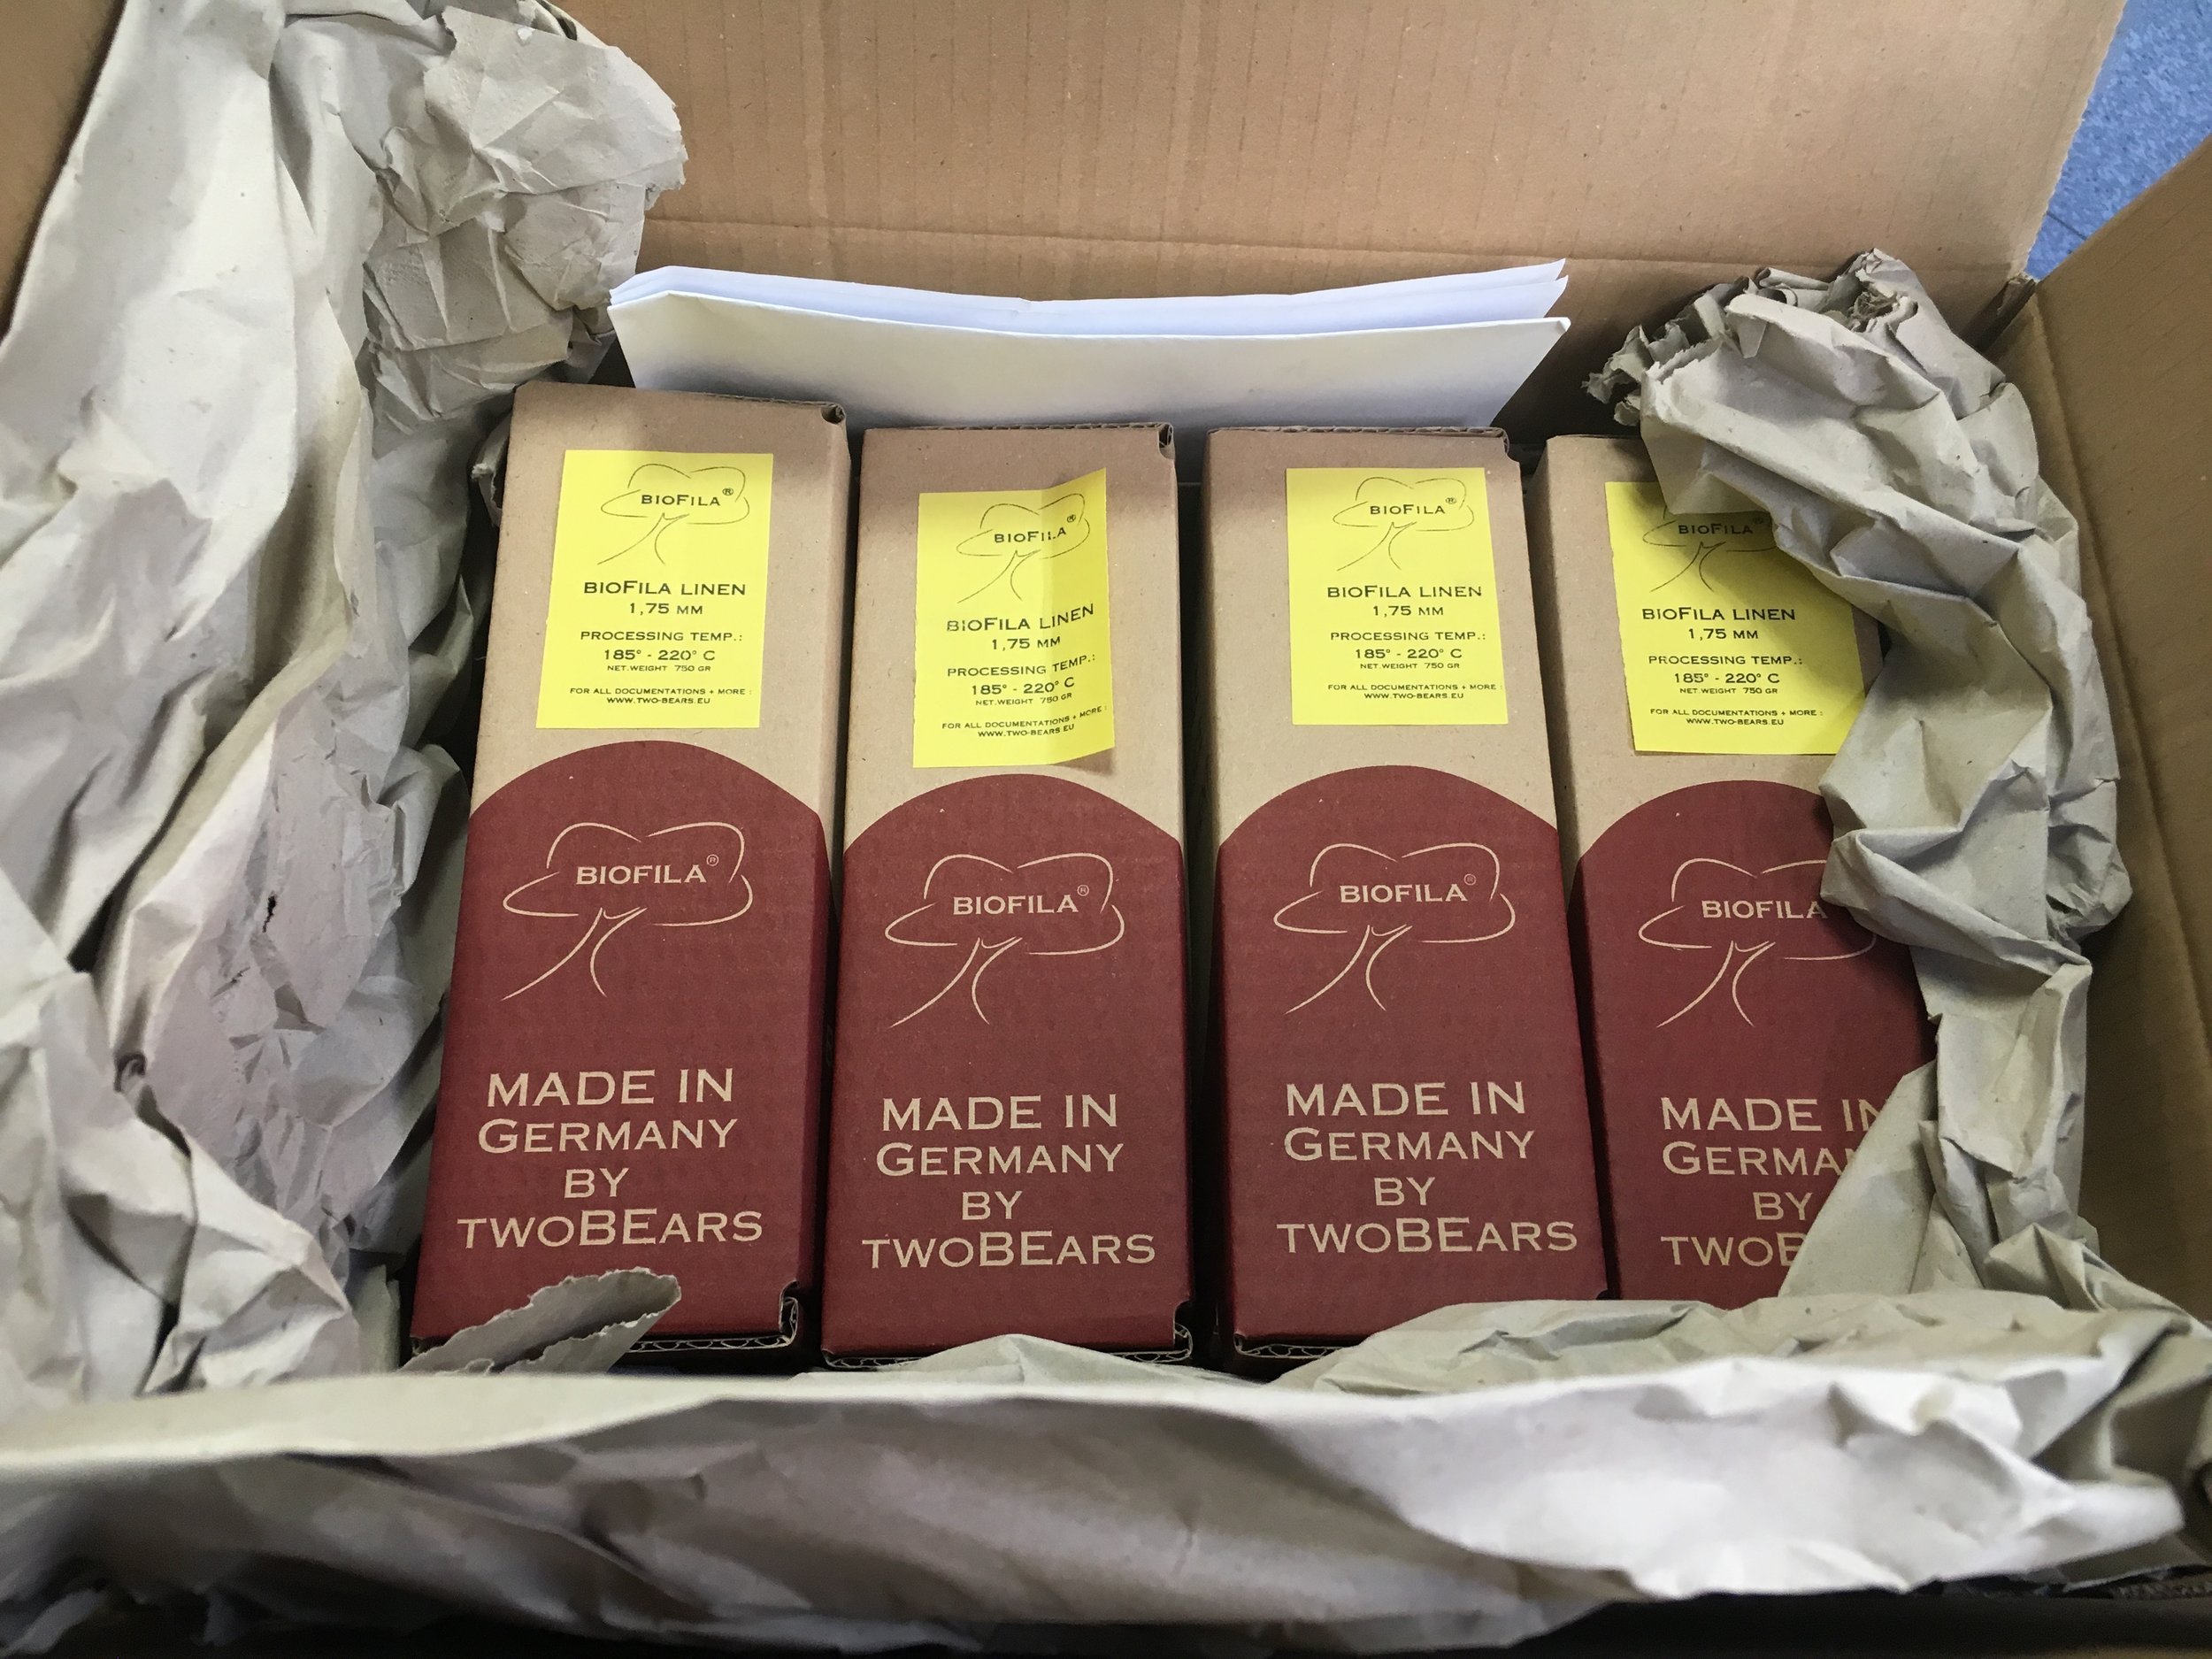 BIOFILA®
BIOFILA LINEN
1,75 MM
PROCESSING TEMP.:
185° - 220° C
NET.WEIGHT 750 GR
FOR ALL DOCUMENTATIONS + MORE :
WWW.TWO-BEARS.EU
BIOFILA®
MADE IN
GERMANY
BY
TWOBEARS
BIOFILA®
BIOFILA LINEN
1,75 MM
PROCESSING TEMP.:
185° - 220° C
NET.WEIGHT 750 GR
FOR ALL DOCUMENTATIONS + MORE :
WWW.TWO-BEARS.EU
BIOFILA®
MADE IN
GERMANY
BY
TWOBEARS
BIOFILA®
BIOFILA LINEN
1,75 MM
PROCESSING TEMP.:
185° - 220° C
NET.WEIGHT 750 GR
FOR ALL DOCUMENTATIONS + MORE :
WWW.TWO-BEARS.EU
BIOFILA®
MADE IN
GERMANY
BY
TWOBEARS
BIOFILA®
BIOFILA LINEN
1,75 MM
PROCESSING TEMP.:
185° - 220° C
NET.WEIGHT 750 GR
FOR ALL DOCUMENTATIONS + MORE :
WWW.TWO-BEARS.EU
BIOFILA
MADE IN
GERMA
BY
TWOB